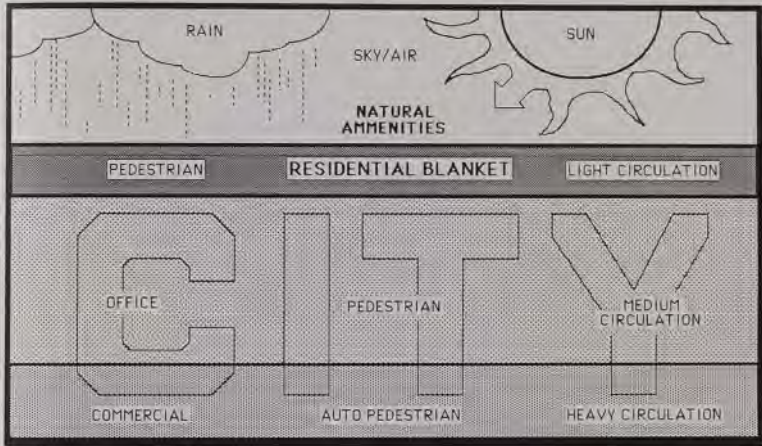 RAIN
SUN
SKY/AIR
NATURAL
AMMENITIES
PEDESTRIAN
RESIDENTIAL BLANKET
LIGHT CIRCULATION
CITY
OFFICE
PEDESTRIAN
MEDIUM
CIRCULATION
COMMERCIAL
AUTO PEDESTRIAN
HEAVY CIRCULATION